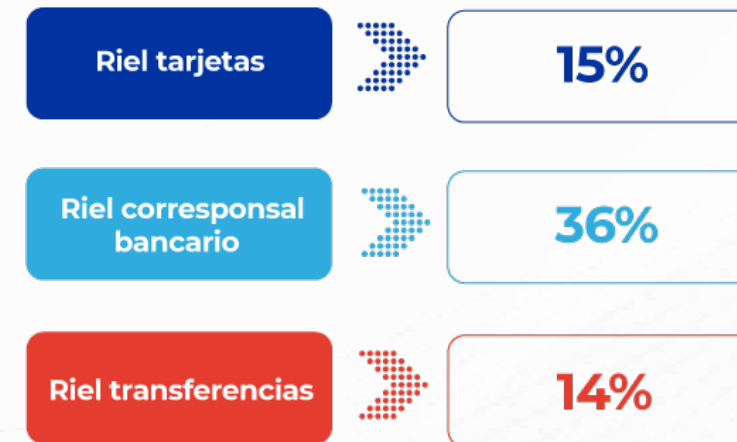 Riel tarjetas
15%
Riel corresponsal
bancario
36%
Riel transferencias
14%